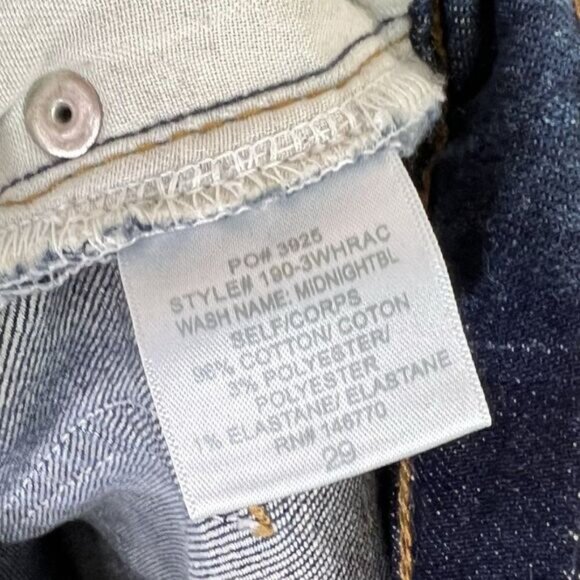 PO# 3925
STYLE# 190-3WHRAC
WASH NAME: MIDNIGHTBL
SELF/CORPS
96% COTTON/ COTON
3% POLYESTER/
POLYESTER
1% ELASTANE/ ELASTANE
RN# 146770
29